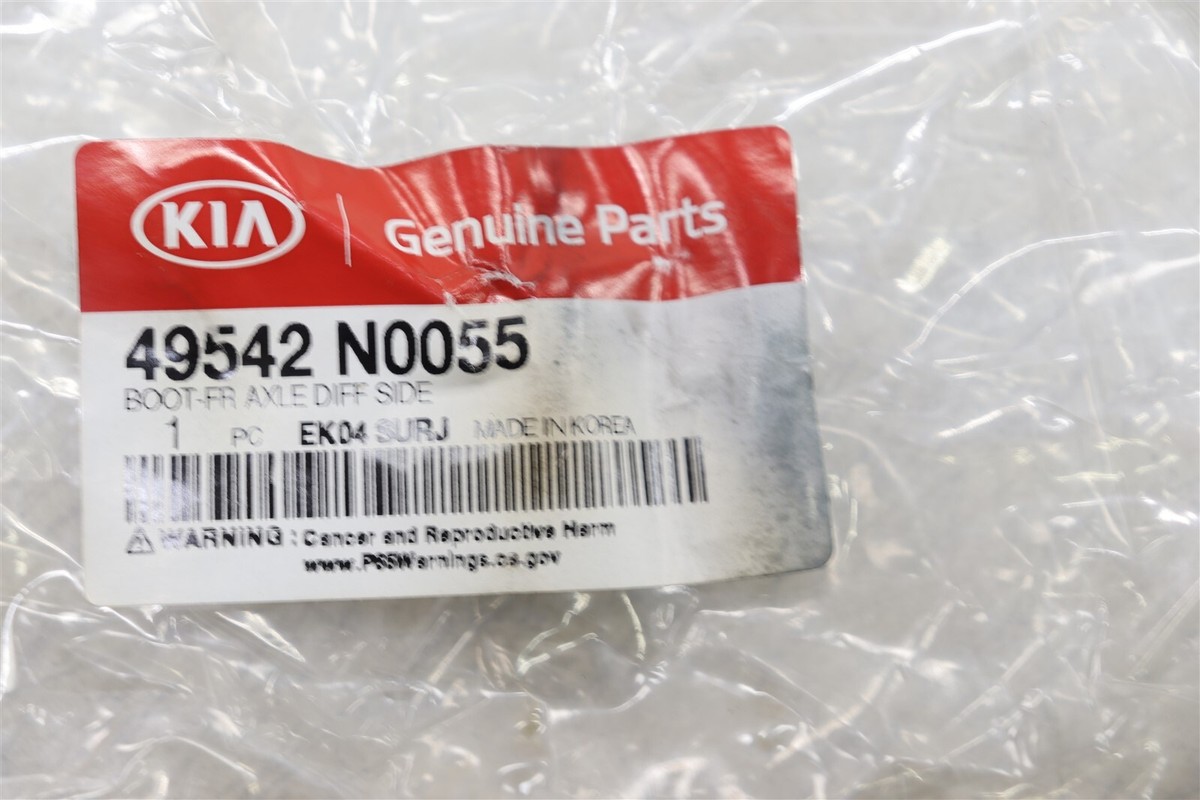 KIA | Genuine Parts
49542 N0055
BOOT-FR AXLE DIFF SIDE
1 PC EK04 SURJ MADE IN KOREA
⚠ WARNING : Cancer and Reproductive Harm
www.P65Warnings.ca.gov